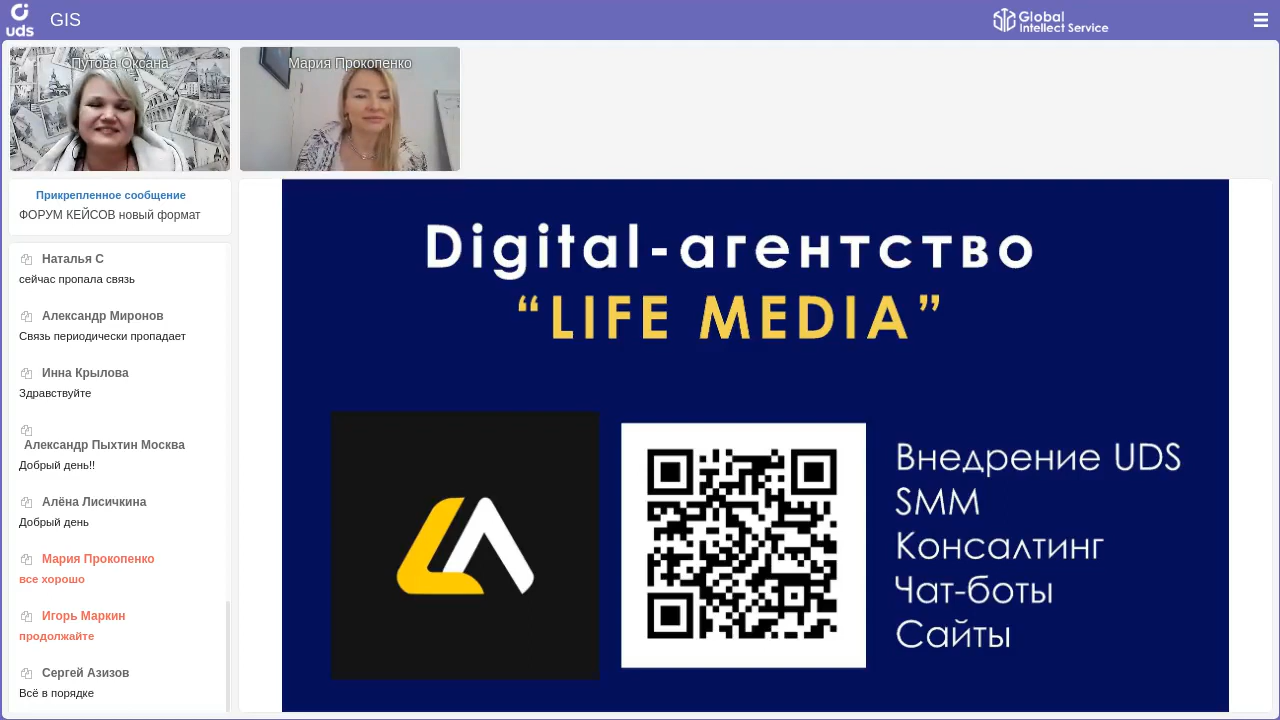 uds
GIS
Global
Intellect Service
Путова Оксана
Мария Прокопенко
Прикрепленное сообщение
ФОРУМ КЕЙСОВ новый формат
Наталья С
сейчас пропала связь
Александр Миронов
Связь периодически пропадает
Инна Крылова
Здравствуйте
Александр Пыхтин Москва
Добрый день!!
Алёна Лисичкина
Добрый день
Мария Прокопенко
все хорошо
Игорь Маркин
продолжайте
Сергей Азизов
Всё в порядке
Digital-агентство
“LIFE MEDIA”
Внедрение UDS
SMM
Консалтинг
Чат-боты
Сайты